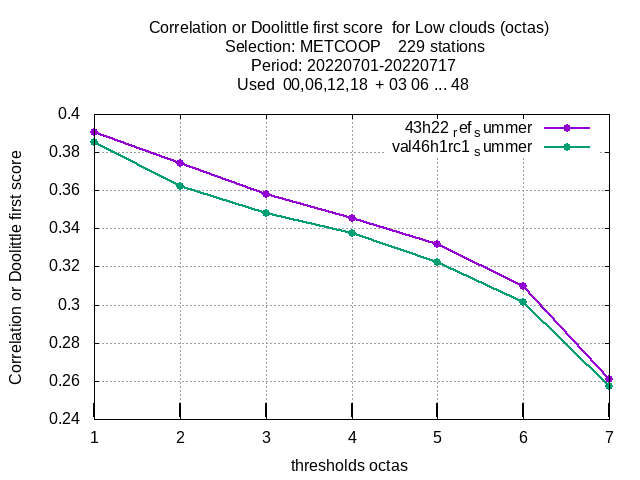 Correlation or Doolittle first score  for Low clouds (octas)
Selection: METCOOP    229 stations
Period: 20220701-20220717
Used 00,06,12,18 + 03 06 ... 48
Correlation or Doolittle first score
0.4
0.38
0.36
0.34
0.32
0.3
0.28
0.26
0.24
43h22 ref summer
val46h1rc1 summer
1 2 3 4 5 6 7
thresholds octas